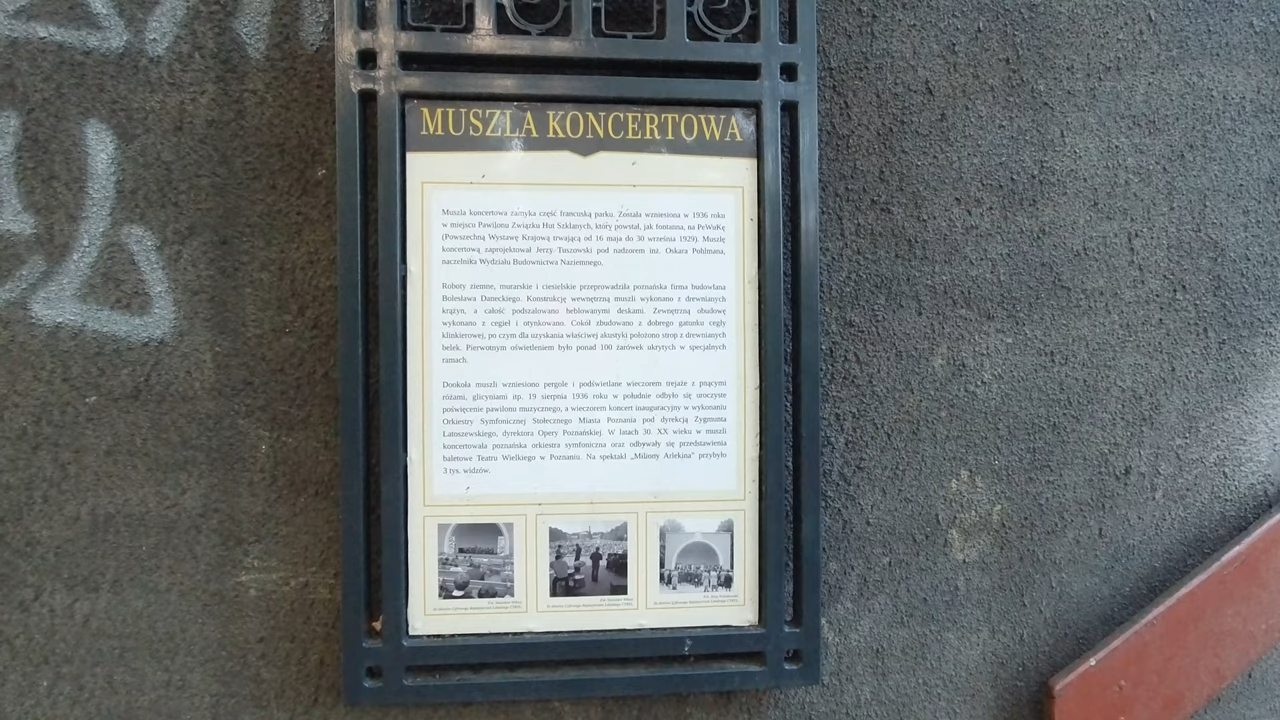 MUSZLA KONCERTOWA
Muszla koncertowa zamyka część francuską parku. Została wzniesiona w 1936 roku
w miejscu Pawilonu Związku Hut Szklanych, który powstał, jak fontanna, na PeWuKę
(Powszechną Wystawę Krajową trwającą od 16 maja do 30 września 1929). Muszlę
koncertową zaprojektował Jerzy Tuszowski pod nadzorem inż. Oskara Pohlmana,
naczelnika Wydziału Budownictwa Naziemnego.
Roboty ziemne, murarskie i ciesielskie przeprowadziła poznańska firma budowlana
Bolesława Daneckiego. Konstrukcję wewnętrzną muszli wykonano z drewnianych
krążyn, a całość podszalowano heblowanymi deskami. Zewnętrzną obudowę
wykonano z cegieł i otynkowano. Cokół zbudowano z dobrego gatunku cegły
klinkierowej, po czym dla uzyskania właściwej akustyki położono strop z drewnianych
belek. Pierwotnym oświetleniem było ponad 100 żarówek ukrytych w specjalnych
ramach.
Dookoła muszli wzniesiono pergole i podświetlane wieczorem trejaże z pnącymi
różami, glicyniami itp. 19 sierpnia 1936 roku w południe odbyło się uroczyste
poświęcenie pawilonu muzycznego, a wieczorem koncert inauguracyjny w wykonaniu
Orkiestry Symfonicznej Stołecznego Miasta Poznania pod dyrekcją Zygmunta
Latoszewskiego, dyrektora Opery Poznańskiej. W latach 30. XX wieku w muszli
koncertowała poznańska orkiestra symfoniczna oraz odbywały się przedstawienia
baletowe Teatru Wielkiego w Poznaniu. Na spektakl „Miliony Arlekina” przybyło
3 tys. widzów.